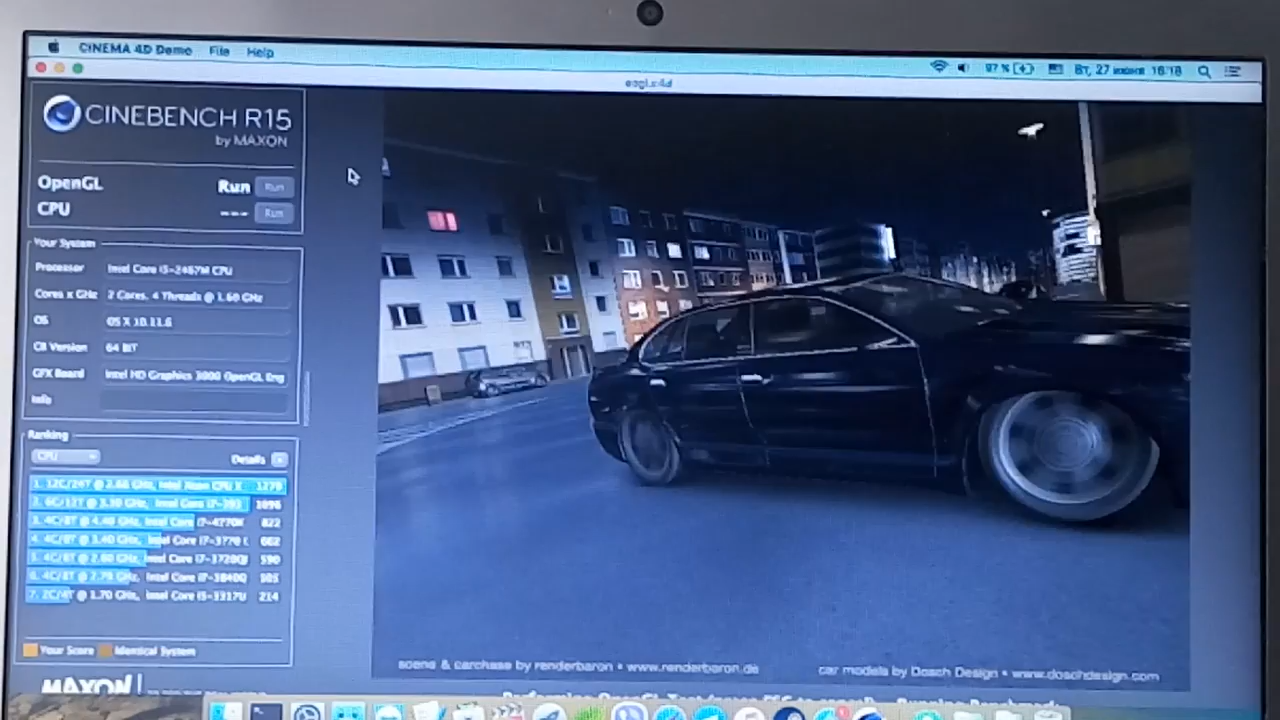 CINEMA 4D Demo File Help
97 % Вт, 27 июня 16:18
CINEBENCH R15
by MAXON
OpenGL Run Run
CPU --- Run
Your System
Processor Intel Core i5-2467M CPU
Cores x GHz 2 Cores, 4 Threads @ 1.60 GHz
OS OS X 10.11.6
CB Version 64 BIT
GFX Board Intel HD Graphics 3000 OpenGL Eng
Info
Ranking
CPU Details
1. 12C/24T @ 2.66 GHz, Intel Xeon CPU X 1279
2. 6C/12T @ 3.30 GHz, Intel Core i7-393 1096
3. 4C/8T @ 4.40 GHz, Intel Core i7-4770K 822
4. 4C/8T @ 3.40 GHz, Intel Core i7-3770 662
5. 4C/8T @ 2.60 GHz, Intel Core i7-3720Q 590
6. 4C/8T @ 2.79 GHz, Intel Core i7-3840Q 505
7. 2C/4T @ 1.70 GHz, Intel Core i5-3317U 214
Your Score Identical System
scene & carchase by renderbaron • www.renderbaron.de
car models by Dosch Design • www.doschdesign.com
MAXON
Performing OpenGL Test